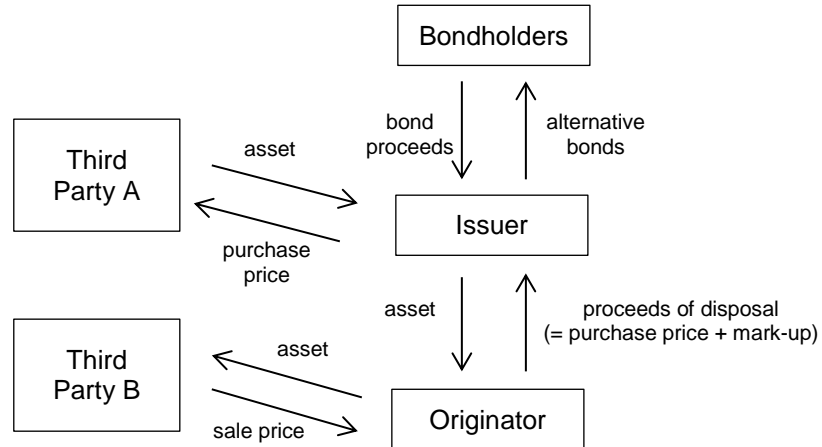 Bondholders
bond
proceeds
alternative
bonds
Third
Party A
asset
purchase
price
Issuer
asset
proceeds of disposal
(= purchase price + mark-up)
Third
Party B
asset
sale price
Originator